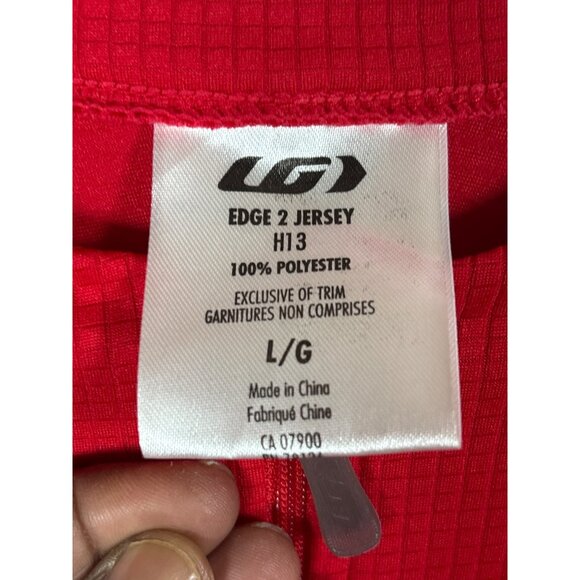 LG
EDGE 2 JERSEY
H13
100% POLYESTER
EXCLUSIVE OF TRIM
GARNITURES NON COMPRISES
L/G
Made in China
Fabriqué Chine
CA 07900